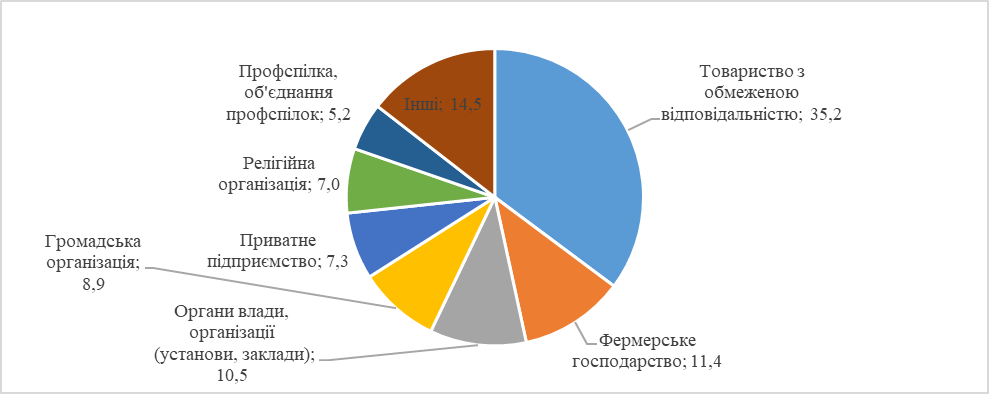 Товариство з
обмеженою
відповідальністю; 35,2
Фермерське
господарство; 11,4
Органи влади,
організації
(установи, заклади);
10,5
Громадська
організація;
8,9
Приватне
підприємство; 7,3
Релігійна
організація; 7,0
Профспілка,
об'єднання
профспілок; 5,2
Інші; 14,5